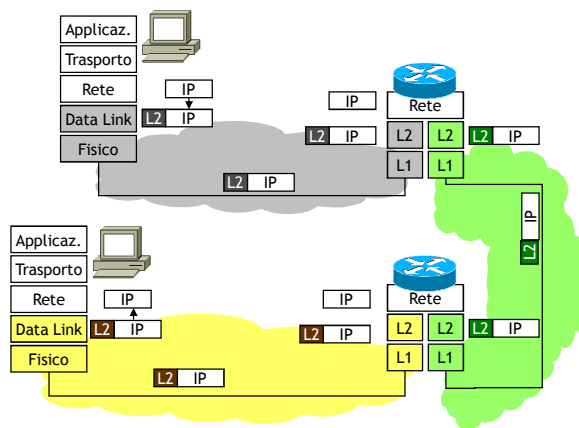 Applicaz.
Trasporto
Rete
Data Link
Fisico
IP
L2 IP
L2 IP
IP
L2 IP
Rete
L2 L2
L1 L1
L2 IP
L2 IP
Applicaz.
Trasporto
Rete
Data Link
Fisico
IP
L2 IP
L2 IP
IP
L2 IP
Rete
L2 L2
L1 L1
L2 IP